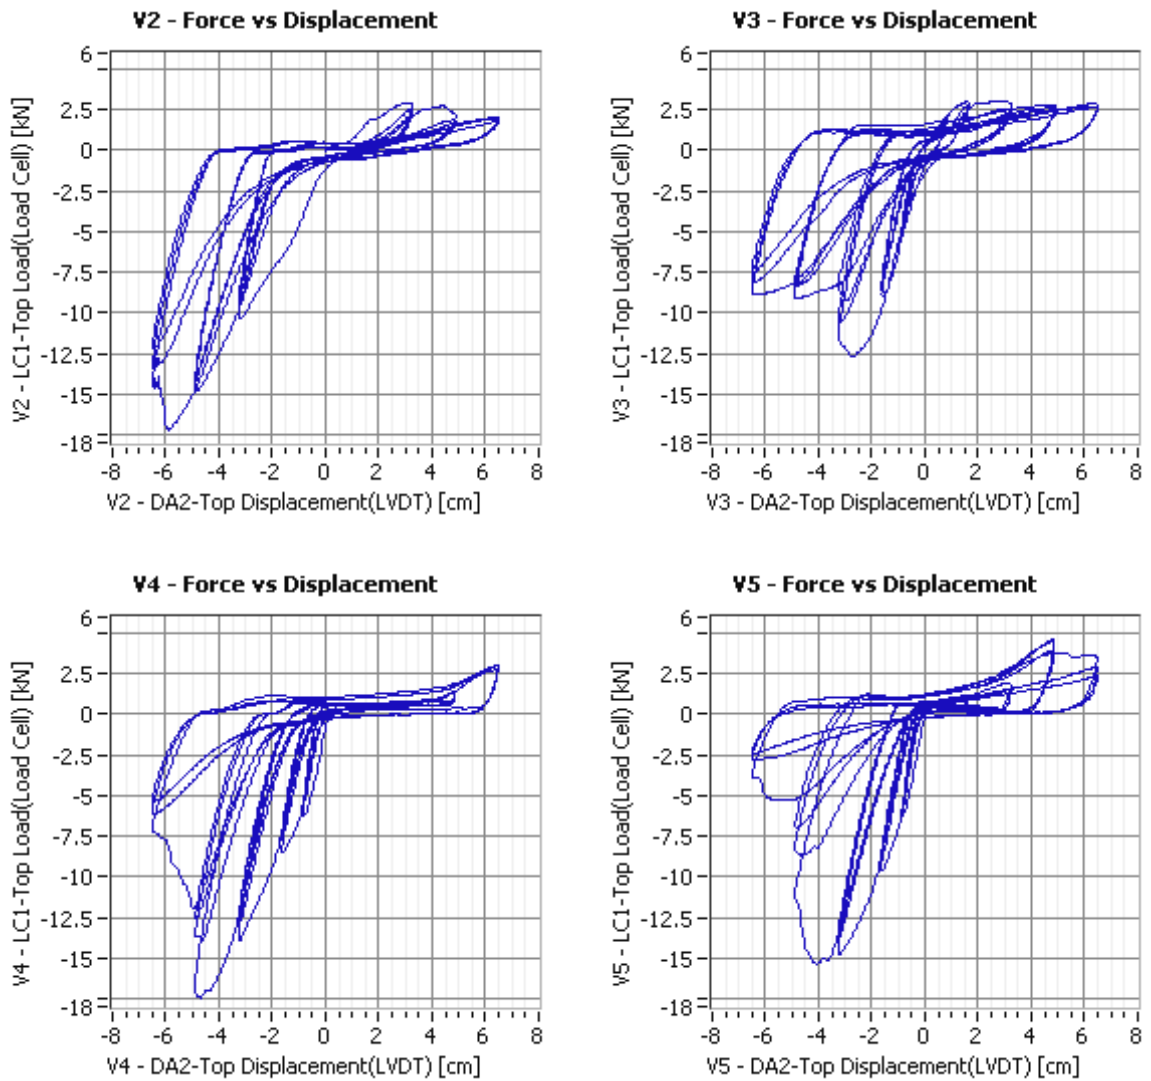 V2 - Force vs Displacement
V2 - LC1-Top Load(Load Cell) [kN]
6
2.5
0
-2.5
-5
-7.5
-10
-12.5
-15
-18
-8 -6 -4 -2 0 2 4 6 8
V2 - DA2-Top Displacement(LVDT) [cm]
V3 - Force vs Displacement
V3 - LC1-Top Load(Load Cell) [kN]
6
2.5
0
-2.5
-5
-7.5
-10
-12.5
-15
-18
-8 -6 -4 -2 0 2 4 6 8
V3 - DA2-Top Displacement(LVDT) [cm]
V4 - Force vs Displacement
V4 - LC1-Top Load(Load Cell) [kN]
6
2.5
0
-2.5
-5
-7.5
-10
-12.5
-15
-18
-8 -6 -4 -2 0 2 4 6 8
V4 - DA2-Top Displacement(LVDT) [cm]
V5 - Force vs Displacement
V5 - LC1-Top Load(Load Cell) [kN]
6
2.5
0
-2.5
-5
-7.5
-10
-12.5
-15
-18
-8 -6 -4 -2 0 2 4 6 8
V5 - DA2-Top Displacement(LVDT) [cm]